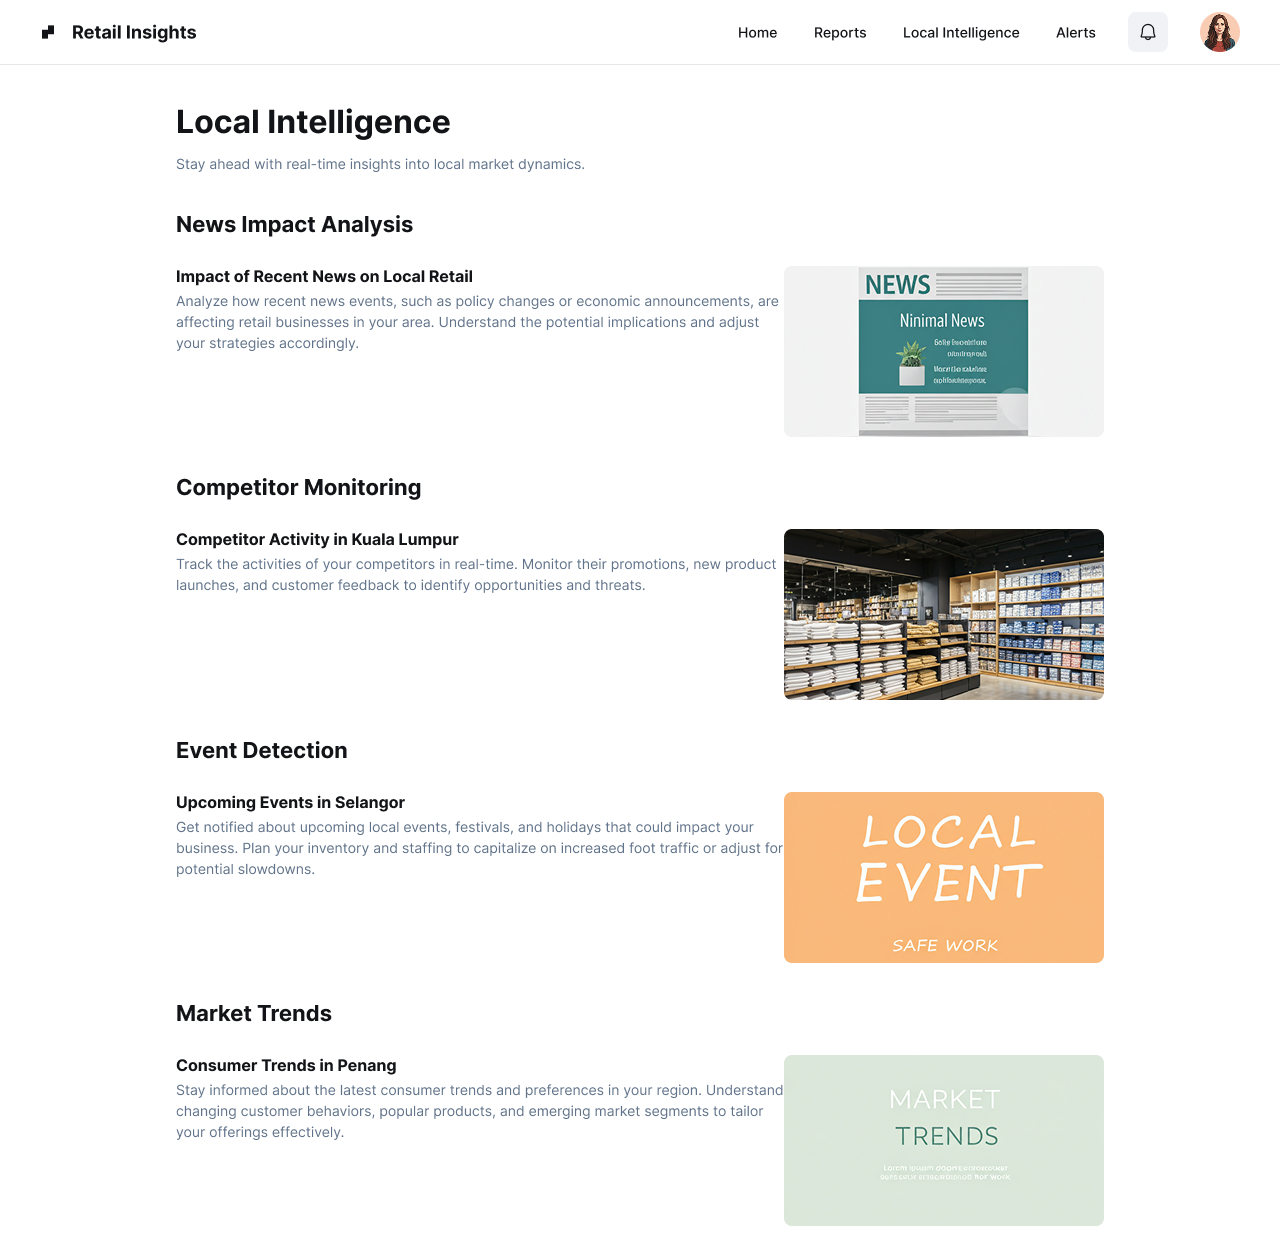 Retail Insights
Home
Reports
Local Intelligence
Alerts
Local Intelligence
Stay ahead with real-time insights into local market dynamics.
News Impact Analysis
Impact of Recent News on Local Retail
Analyze how recent news events, such as policy changes or economic announcements, are
affecting retail businesses in your area. Understand the potential implications and adjust
your strategies accordingly.
NEWS
Ninimal News
Competitor Monitoring
Competitor Activity in Kuala Lumpur
Track the activities of your competitors in real-time. Monitor their promotions, new product
launches, and customer feedback to identify opportunities and threats.
Event Detection
Upcoming Events in Selangor
Get notified about upcoming local events, festivals, and holidays that could impact your
business. Plan your inventory and staffing to capitalize on increased foot traffic or adjust for
potential slowdowns.
LOCAL
EVENT
SAFE WORK
Market Trends
Consumer Trends in Penang
Stay informed about the latest consumer trends and preferences in your region. Understand
changing customer behaviors, popular products, and emerging market segments to tailor
your offerings effectively.
MARKET
TRENDS